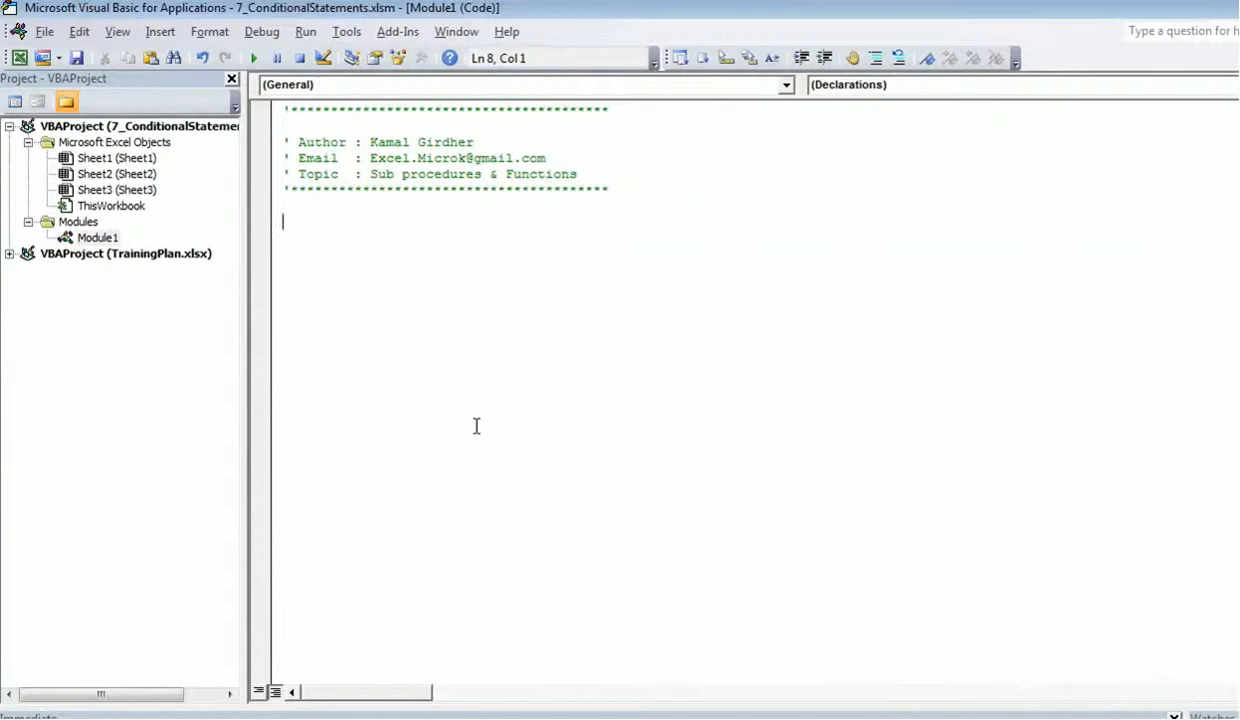 Microsoft Visual Basic for Applications - 7_ConditionalStatements.xlsm - [Module1 (Code)]
File Edit View Insert Format Debug Run Tools Add-Ins Window Help
Type a question for h
Ln 8, Col 1
Project - VBAProject
(General)
(Declarations)
VBAProject (7_ConditionalStatemer
Microsoft Excel Objects
Sheet1 (Sheet1)
Sheet2 (Sheet2)
Sheet3 (Sheet3)
ThisWorkbook
Modules
Module1
VBAProject (TrainingPlan.xlsx)
'****************************************
' Author : Kamal Girdher
' Email : Excel.Microk@gmail.com
' Topic : Sub procedures & Functions
'****************************************
Immediate
Watches